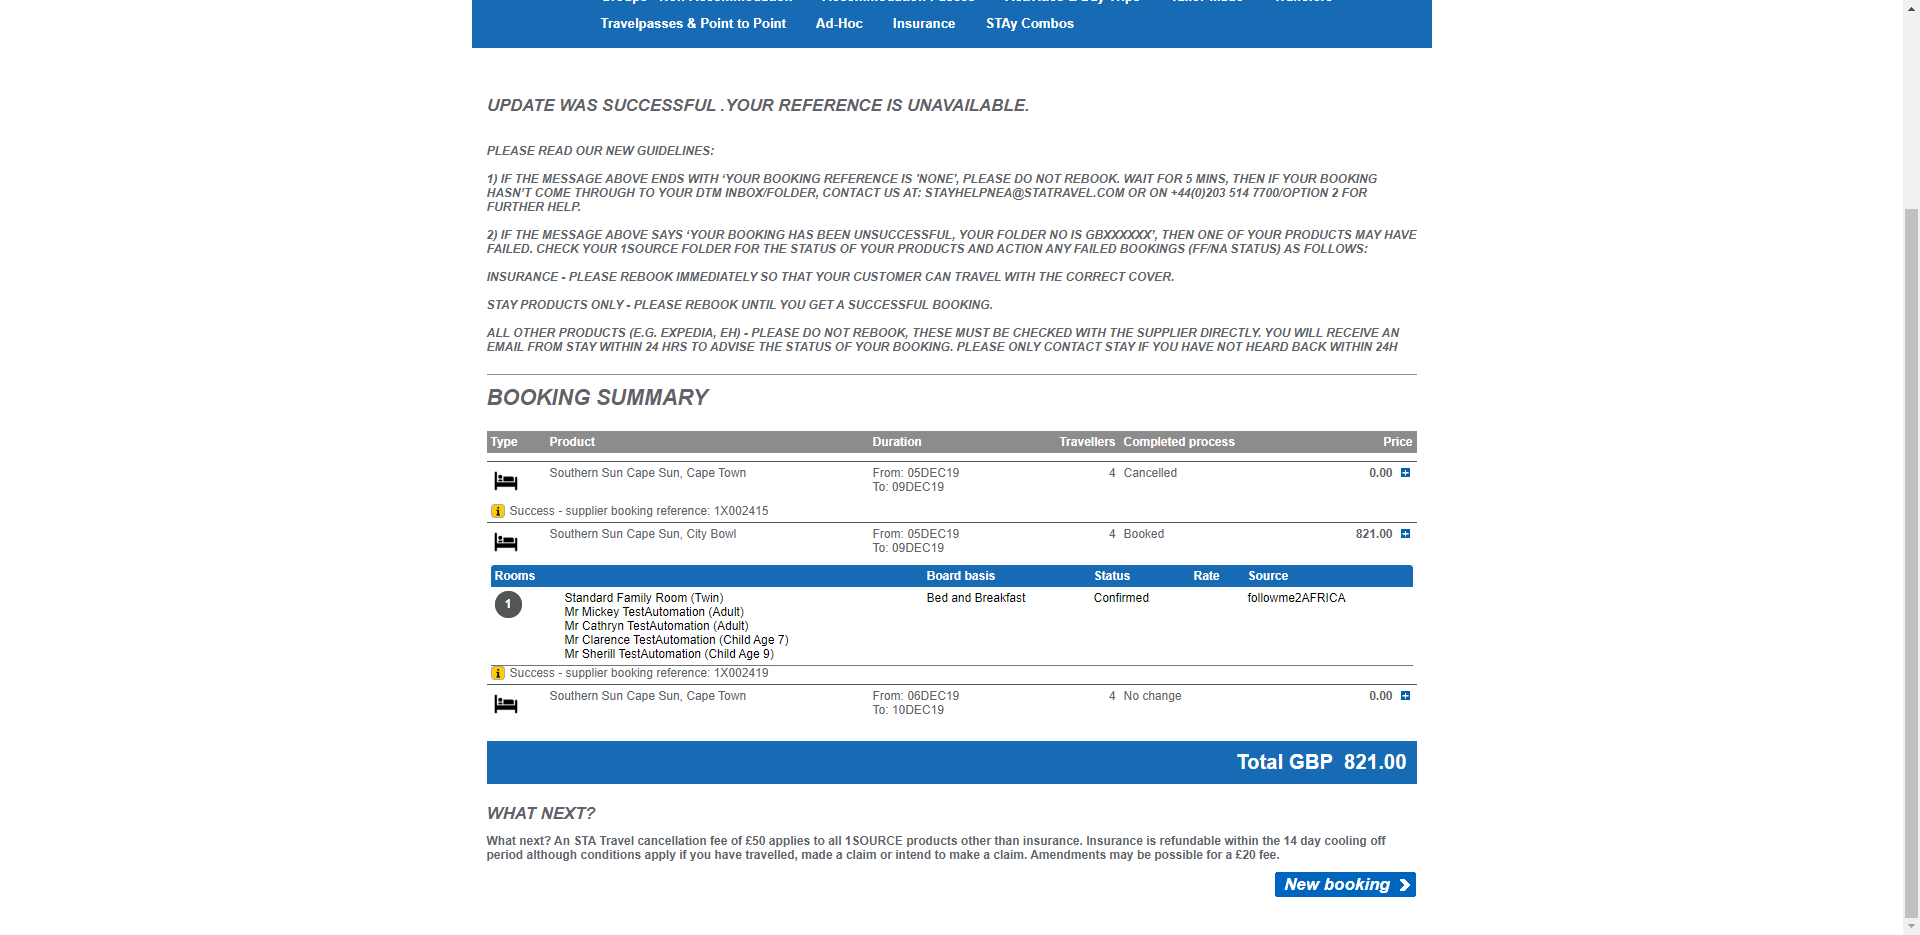 Travelpasses & Point to Point Ad-Hoc Insurance STAy Combos
UPDATE WAS SUCCESSFUL .YOUR REFERENCE IS UNAVAILABLE.
PLEASE READ OUR NEW GUIDELINES:
1) IF THE MESSAGE ABOVE ENDS WITH ‘YOUR BOOKING REFERENCE IS 'NONE', PLEASE DO NOT REBOOK. WAIT FOR 5 MINS, THEN IF YOUR BOOKING
HASN’T COME THROUGH TO YOUR DTM INBOX/FOLDER, CONTACT US AT: STAYHELPNEA@STATRAVEL.COM OR ON +44(0)203 514 7700/OPTION 2 FOR
FURTHER HELP.
2) IF THE MESSAGE ABOVE SAYS ‘YOUR BOOKING HAS BEEN UNSUCCESSFUL, YOUR FOLDER NO IS GBXXXXXX’, THEN ONE OF YOUR PRODUCTS MAY HAVE
FAILED. CHECK YOUR 1SOURCE FOLDER FOR THE STATUS OF YOUR PRODUCTS AND ACTION ANY FAILED BOOKINGS (FF/NA STATUS) AS FOLLOWS:
INSURANCE - PLEASE REBOOK IMMEDIATELY SO THAT YOUR CUSTOMER CAN TRAVEL WITH THE CORRECT COVER.
STAY PRODUCTS ONLY - PLEASE REBOOK UNTIL YOU GET A SUCCESSFUL BOOKING.
ALL OTHER PRODUCTS (E.G. EXPEDIA, EH) - PLEASE DO NOT REBOOK, THESE MUST BE CHECKED WITH THE SUPPLIER DIRECTLY. YOU WILL RECEIVE AN
EMAIL FROM STAY WITHIN 24 HRS TO ADVISE THE STATUS OF YOUR BOOKING. PLEASE ONLY CONTACT STAY IF YOU HAVE NOT HEARD BACK WITHIN 24H
BOOKING SUMMARY
Type Product Duration Travellers Completed process Price
Southern Sun Cape Sun, Cape Town From: 05DEC19 4 Cancelled 0.00
To: 09DEC19
Success - supplier booking reference: 1X002415
Southern Sun Cape Sun, City Bowl From: 05DEC19 4 Booked 821.00
To: 09DEC19
Rooms Board basis Status Rate Source
1 Standard Family Room (Twin) Bed and Breakfast Confirmed followme2AFRICA
Mr Mickey TestAutomation (Adult)
Mr Cathryn TestAutomation (Adult)
Mr Clarence TestAutomation (Child Age 7)
Mr Sherill TestAutomation (Child Age 9)
Success - supplier booking reference: 1X002419
Southern Sun Cape Sun, Cape Town From: 06DEC19 4 No change 0.00
To: 10DEC19
Total GBP 821.00
WHAT NEXT?
What next? An STA Travel cancellation fee of £50 applies to all 1SOURCE products other than insurance. Insurance is refundable within the 14 day cooling off
period although conditions apply if you have travelled, made a claim or intend to make a claim. Amendments may be possible for a £20 fee.
New booking